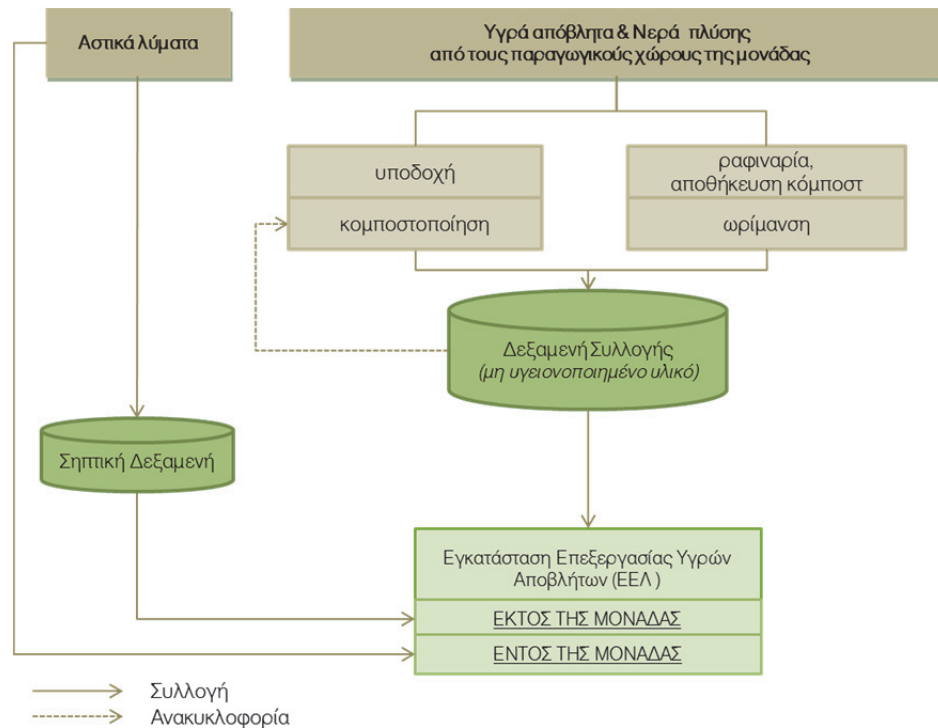 Αστικά λύματα
Υγρά απόβλητα & Νερά πλύσης
από τους παραγωγικούς χώρους της μονάδας
υποδοχή
κομποστοποίηση
ραφιναρία,
αποθήκευση κόμποστ
ωρίμανση
Δεξαμενή Συλλογής
(μη υγειονοποιημένο υλικό)
Σηπτική Δεξαμενή
Εγκατάσταση Επεξεργασίας Υγρών
Αποβλήτων (ΕΕΛ )
ΕΚΤΟΣ ΤΗΣ ΜΟΝΑΔΑΣ
ΕΝΤΟΣ ΤΗΣ ΜΟΝΑΔΑΣ
Συλλογή
Ανακυκλοφορία